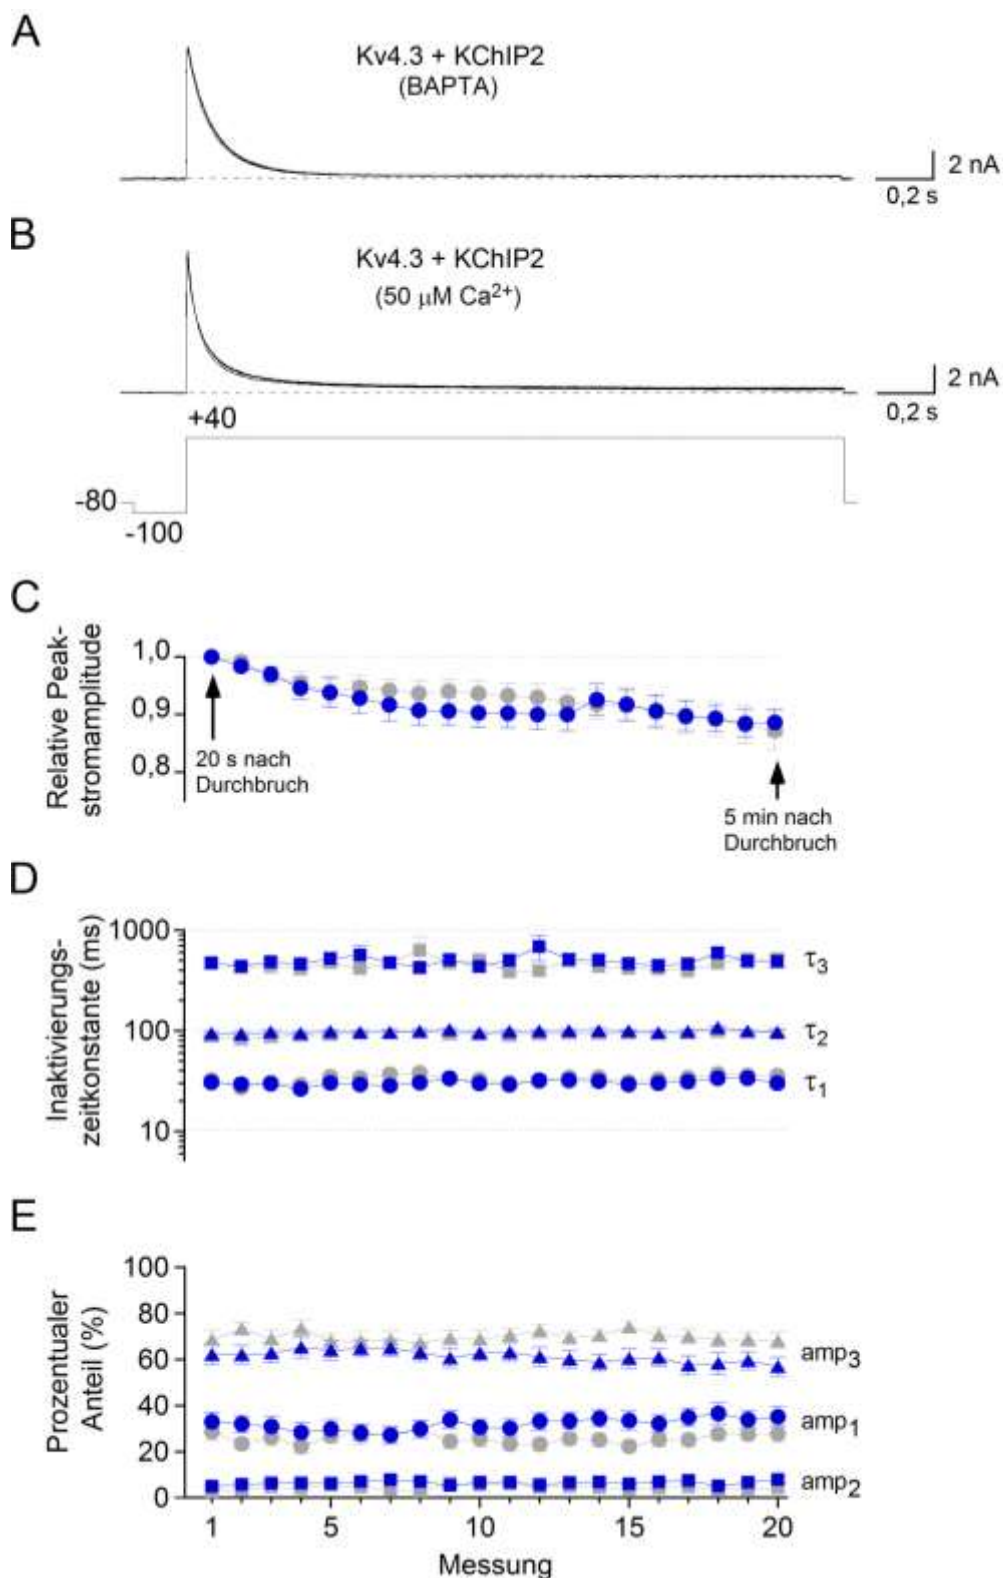 A
Kv4.3 + KChIP2
(BAPTA)
2 nA
0,2 s
B
Kv4.3 + KChIP2
(50 μM Ca²⁺)
2 nA
0,2 s
+40
-80
-100
C
Relative Peak-
stromamplitude
1,0
0,9
0,8
20 s nach
Durchbruch
5 min nach
Durchbruch
D
Inaktivierungs-
zeitkonstante (ms)
1000
100
10
τ₃
τ₂
τ₁
E
Prozentualer
Anteil (%)
100
80
60
40
20
0
amp₃
amp₁
amp₂
1
5
10
15
20
Messung